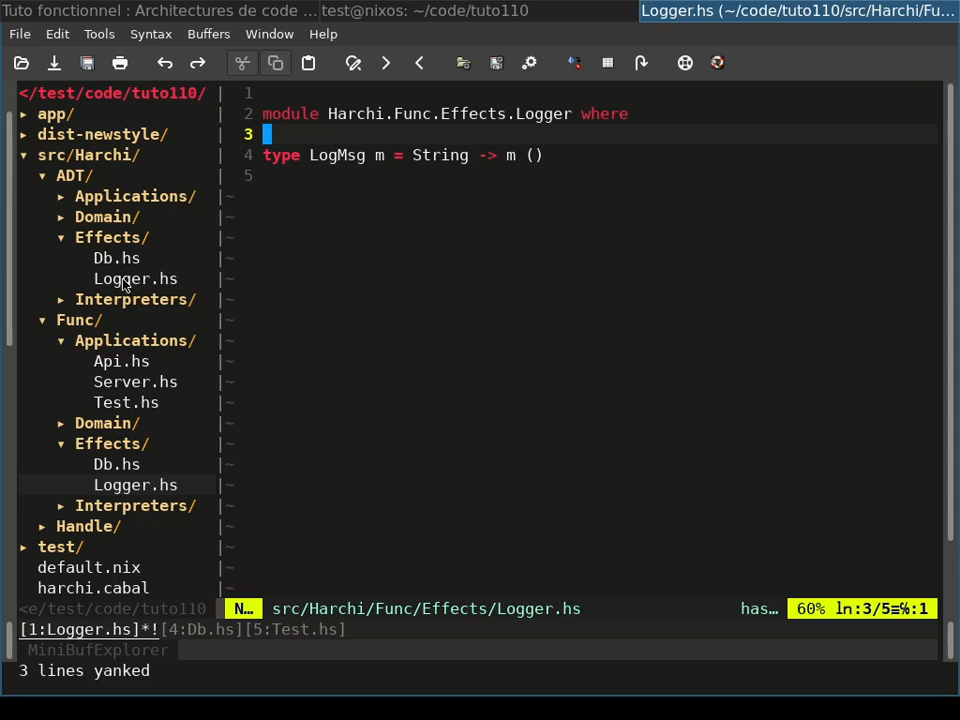 Tuto fonctionnel : Architectures de code ... test@nixos: ~/code/tuto110 Logger.hs (~/code/tuto110/src/Harchi/Fu...
File Edit Tools Syntax Buffers Window Help
</test/code/tuto110/
▸ app/
▸ dist-newstyle/
▾ src/Harchi/
▾ ADT/
▸ Applications/
▸ Domain/
▾ Effects/
Db.hs
Logger.hs
▸ Interpreters/
▾ Func/
▾ Applications/
Api.hs
Server.hs
Test.hs
▸ Domain/
▾ Effects/
Db.hs
Logger.hs
▸ Interpreters/
▸ Handle/
▸ test/
default.nix
harchi.cabal
1
2 module Harchi.Func.Effects.Logger where
3
4 type LogMsg m = String -> m ()
5
<e/test/code/tuto110 N… src/Harchi/Func/Effects/Logger.hs has… 60% ln:3/5≡℅:1
[1:Logger.hs]*![4:Db.hs][5:Test.hs]
MiniBufExplorer
3 lines yanked